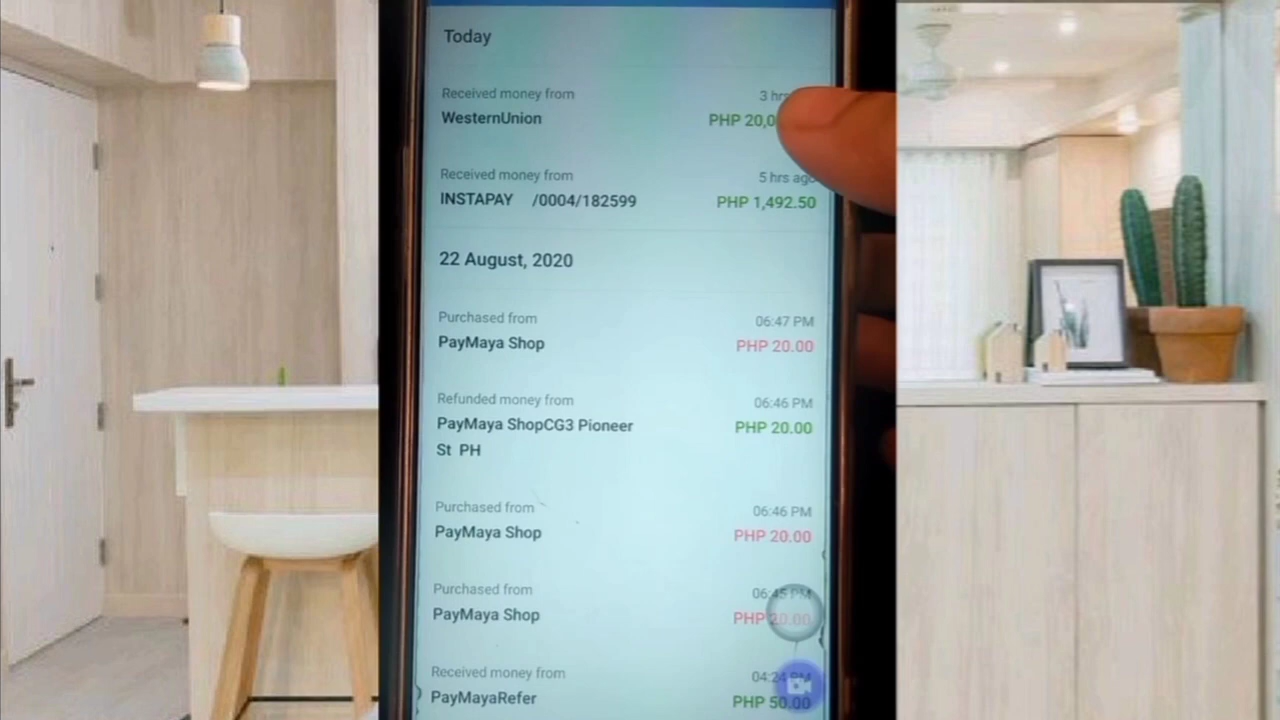 Today
Received money from 3 hrs
WesternUnion PHP 20,0
Received money from 5 hrs ago
INSTAPAY /0004/182599 PHP 1,492.50
22 August, 2020
Purchased from 06:47 PM
PayMaya Shop PHP 20.00
Refunded money from 06:46 PM
PayMaya ShopCG3 Pioneer PHP 20.00
St PH
Purchased from 06:46 PM
PayMaya Shop PHP 20.00
Purchased from 06:45 PM
PayMaya Shop PHP 20.00
Received money from 04:24 PM
PayMayaRefer PHP 50.00